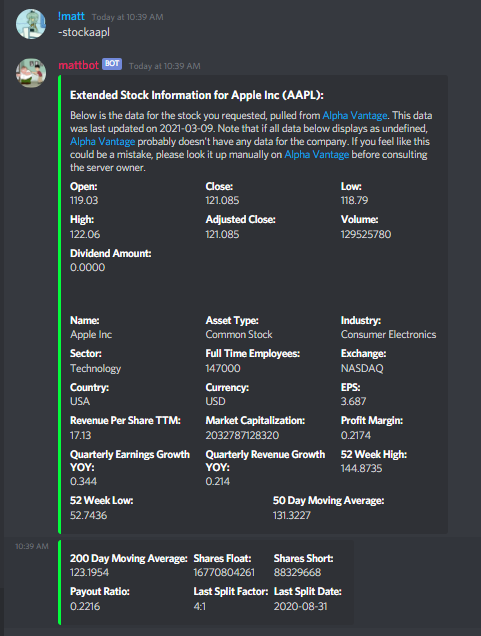 !matt Today at 10:39 AM
-stockaapl
mattbot BOT Today at 10:39 AM
Extended Stock Information for Apple Inc (AAPL):
Below is the data for the stock you requested, pulled from Alpha Vantage. This data
was last updated on 2021-03-09. Note that if all data below displays as undefined,
Alpha Vantage probably doesn't have any data for the company. If you feel like this
could be a mistake, please look it up manually on Alpha Vantage before consulting
the server owner.
Open: Close: Low:
119.03 121.085 118.79
High: Adjusted Close: Volume:
122.06 121.085 129525780
Dividend Amount:
0.0000
Name: Asset Type: Industry:
Apple Inc Common Stock Consumer Electronics
Sector: Full Time Employees: Exchange:
Technology 147000 NASDAQ
Country: Currency: EPS:
USA USD 3.687
Revenue Per Share TTM: Market Capitalization: Profit Margin:
17.13 2032787128320 0.2174
Quarterly Earnings Growth Quarterly Revenue Growth 52 Week High:
YOY: YOY: 144.8735
0.344 0.214
52 Week Low: 50 Day Moving Average:
52.7436 131.3227
10:39 AM
200 Day Moving Average: Shares Float: Shares Short:
123.1954 16770804261 88329668
Payout Ratio: Last Split Factor: Last Split Date:
0.2216 4:1 2020-08-31